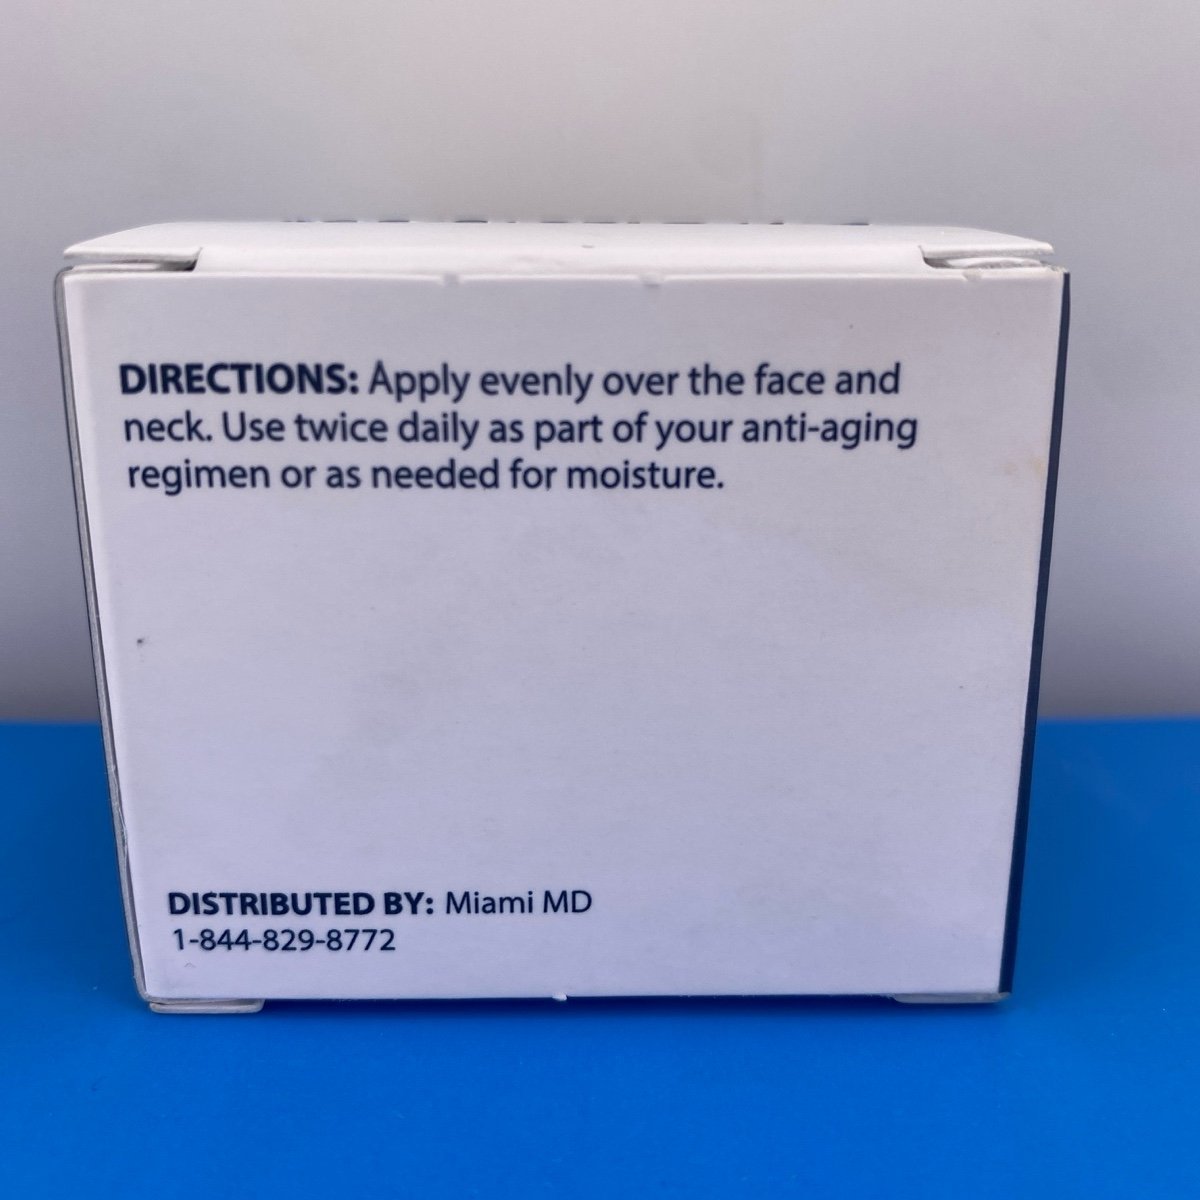 DIRECTIONS: Apply evenly over the face and
neck. Use twice daily as part of your anti-aging
regimen or as needed for moisture.
DISTRIBUTED BY: Miami MD
1-844-829-8772